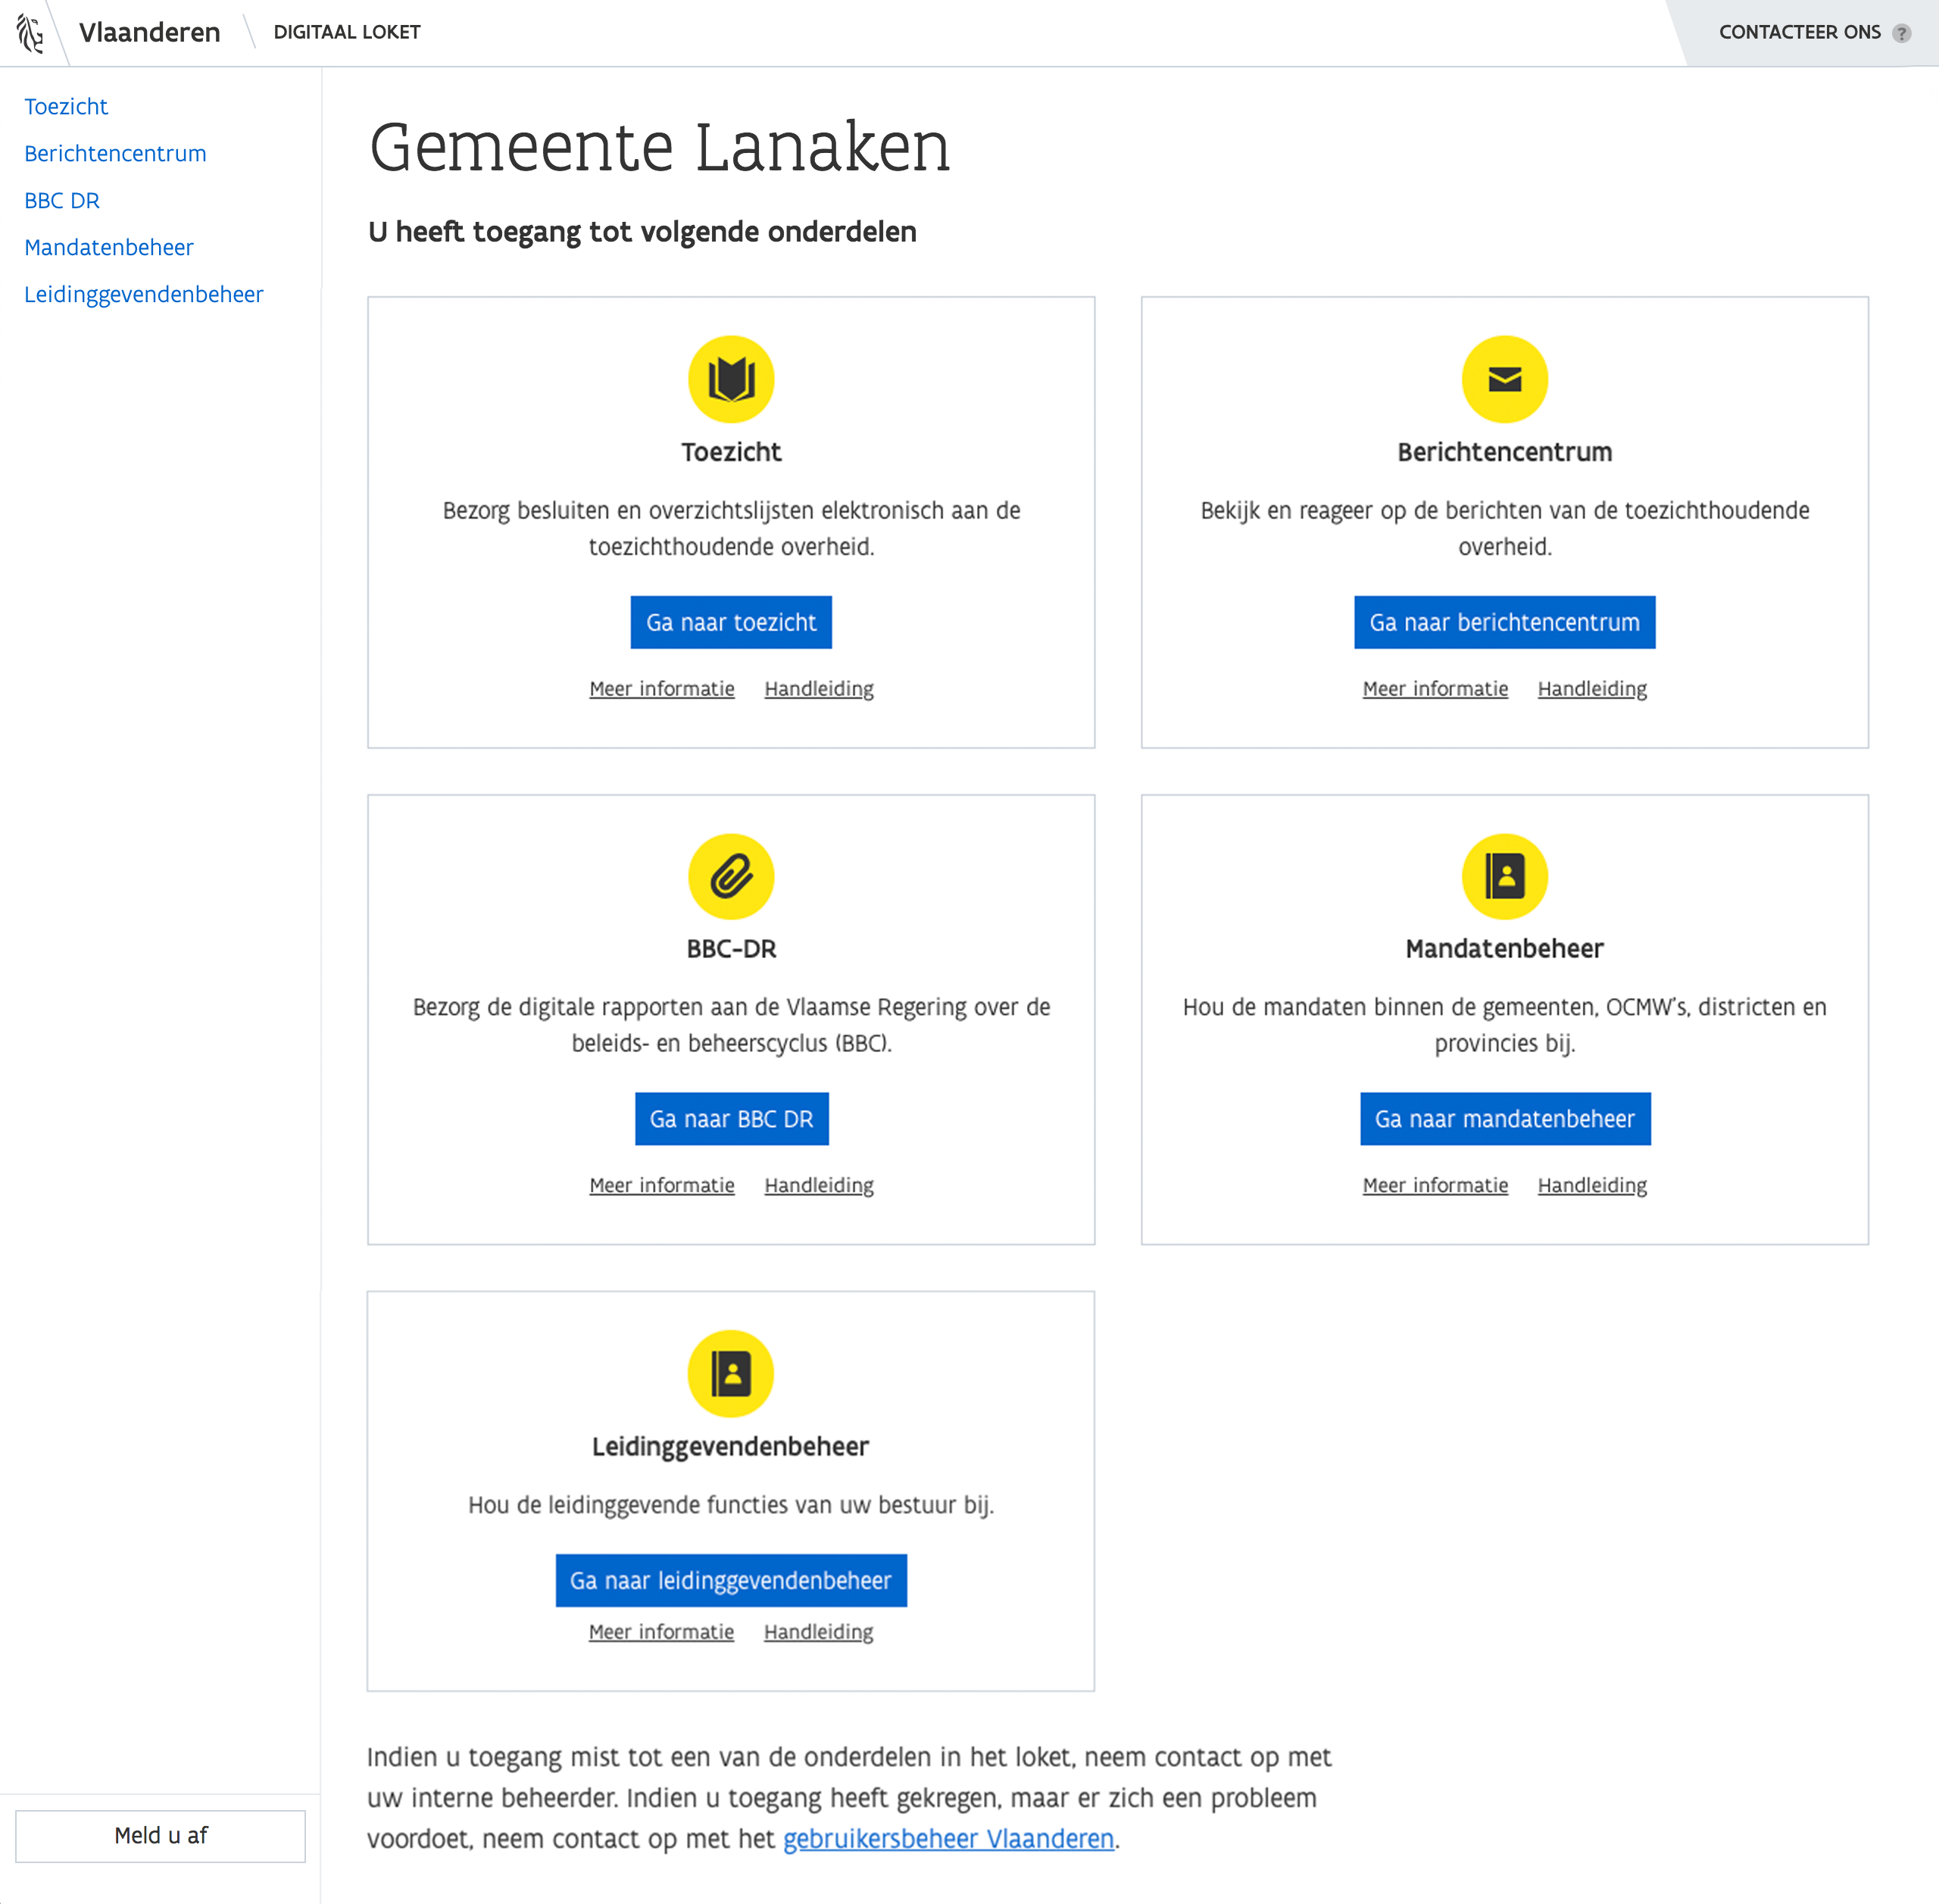 Vlaanderen
DIGITAAL LOKET
CONTACTEER ONS ?
Toezicht
Berichtencentrum
BBC DR
Mandatenbeheer
Leidinggevendenbeheer
Gemeente Lanaken
U heeft toegang tot volgende onderdelen
Toezicht
Bezorg besluiten en overzichtslijsten elektronisch aan de
toezichthoudende overheid.
Ga naar toezicht
Meer informatie Handleiding
Berichtencentrum
Bekijk en reageer op de berichten van de toezichthoudende
overheid.
Ga naar berichtencentrum
Meer informatie Handleiding
BBC-DR
Bezorg de digitale rapporten aan de Vlaamse Regering over de
beleids- en beheerscyclus (BBC).
Ga naar BBC DR
Meer informatie Handleiding
Mandatenbeheer
Hou de mandaten binnen de gemeenten, OCMW's, districten en
provincies bij.
Ga naar mandatenbeheer
Meer informatie Handleiding
Leidinggevendenbeheer
Hou de leidinggevende functies van uw bestuur bij.
Ga naar leidinggevendenbeheer
Meer informatie Handleiding
Indien u toegang mist tot een van de onderdelen in het loket, neem contact op met
uw interne beheerder. Indien u toegang heeft gekregen, maar er zich een probleem
voordoet, neem contact op met het gebruikersbeheer Vlaanderen.
Meld u af